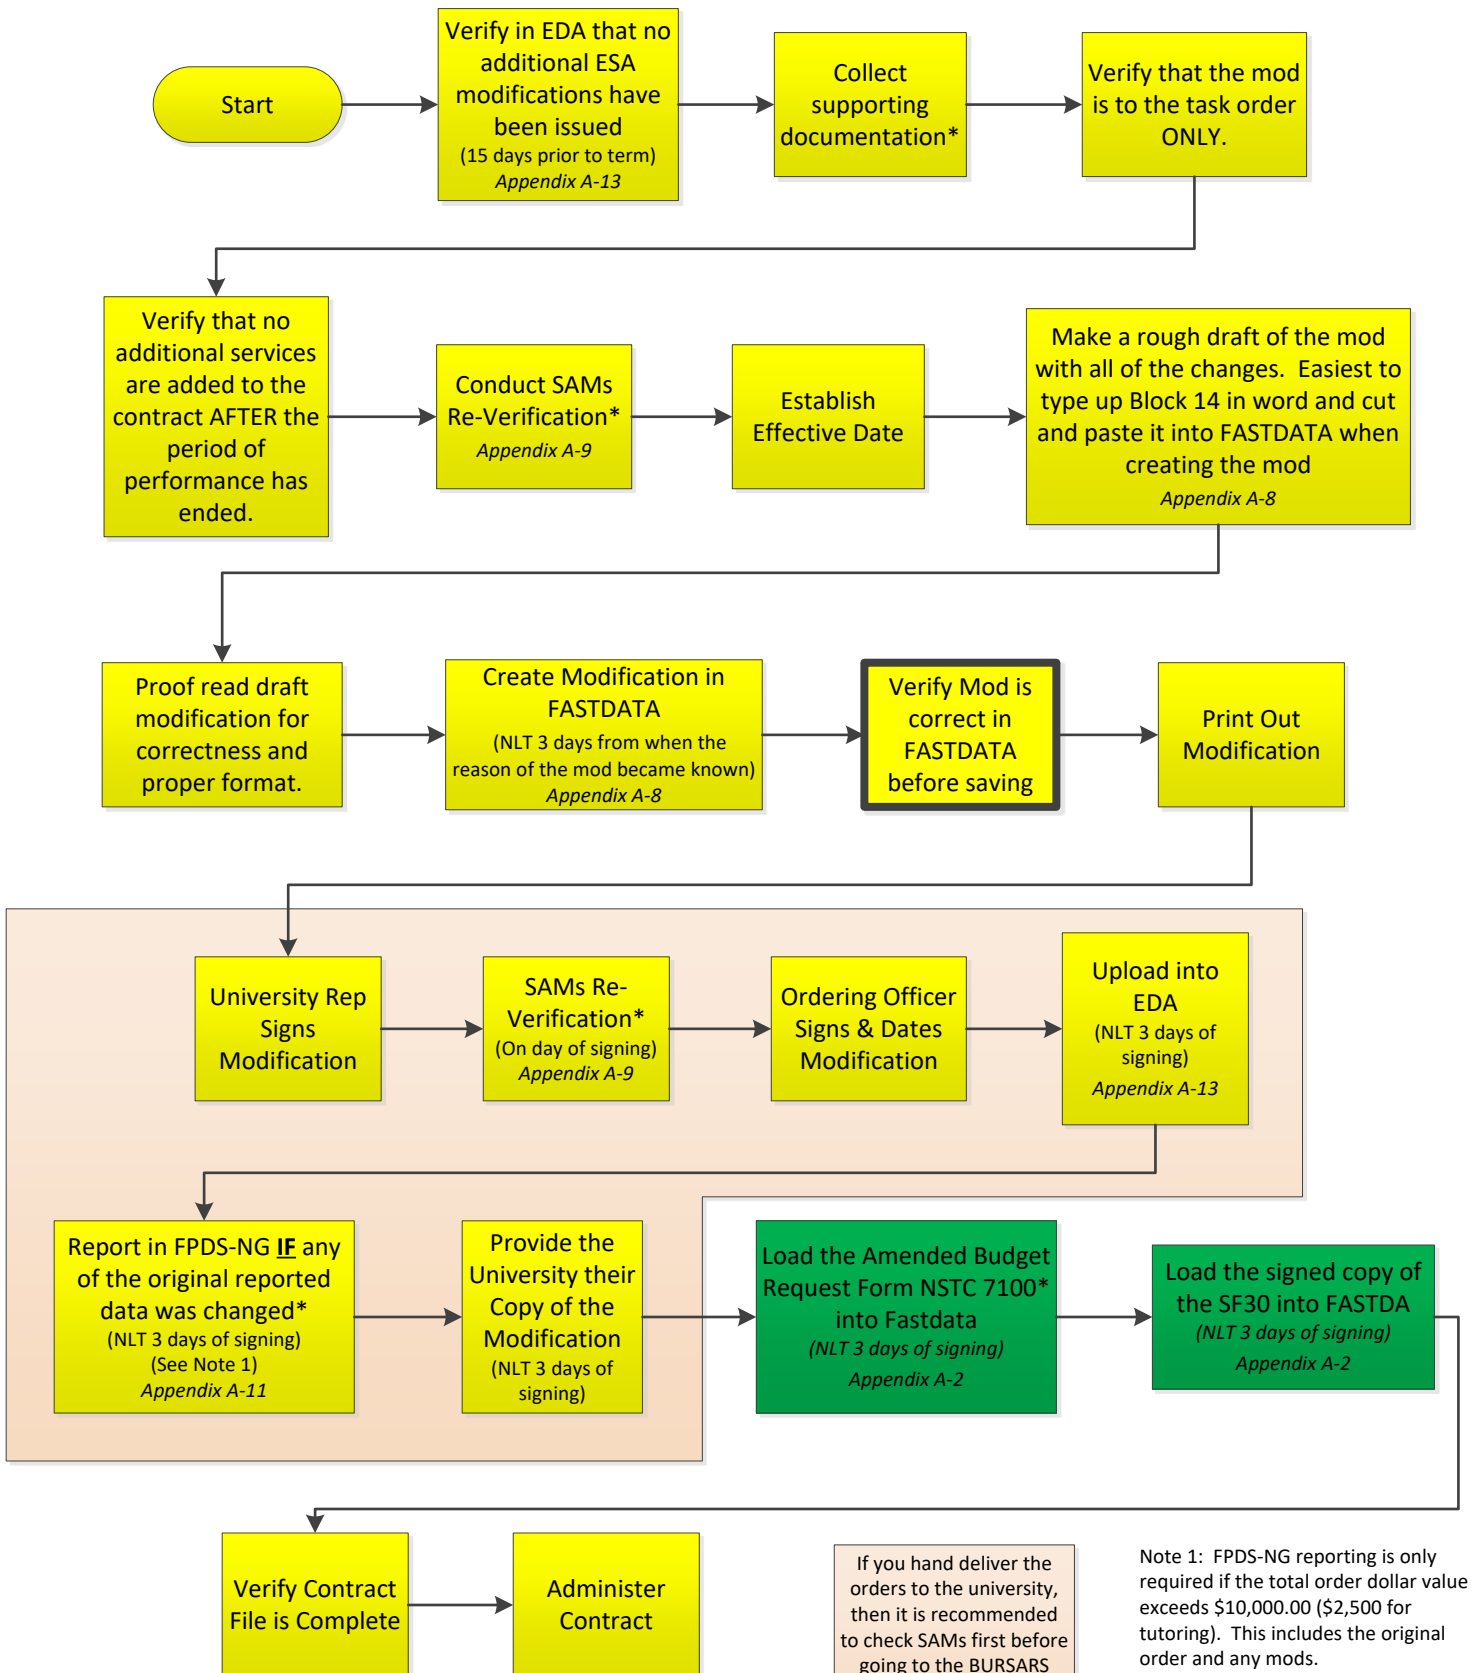 Start
Verify in EDA that no
additional ESA
modifications have
been issued
(15 days prior to term)
Appendix A-13
Collect
supporting
documentation*
Verify that the mod
is to the task order
ONLY.
Verify that no
additional services
are added to the
contract AFTER the
period of
performance has
ended.
Conduct SAMs
Re-Verification*
Appendix A-9
Establish
Effective Date
Make a rough draft of the mod
with all of the changes. Easiest to
type up Block 14 in word and cut
and paste it into FASTDATA when
creating the mod
Appendix A-8
Proof read draft
modification for
correctness and
proper format.
Create Modification in
FASTDATA
(NLT 3 days from when the
reason of the mod became known)
Appendix A-8
Verify Mod is
correct in
FASTDATA
before saving
Print Out
Modification
University Rep
Signs
Modification
SAMs Re-
Verification*
(On day of signing)
Appendix A-9
Ordering Officer
Signs & Dates
Modification
Upload into
EDA
(NLT 3 days of
signing)
Appendix A-13
Report in FPDS-NG IF any
of the original reported
data was changed*
(NLT 3 days of signing)
(See Note 1)
Appendix A-11
Provide the
University their
Copy of the
Modification
(NLT 3 days of
signing)
Load the Amended Budget
Request Form NSTC 7100*
into Fastdata
(NLT 3 days of signing)
Appendix A-2
Load the signed copy of
the SF30 into FASTDA
(NLT 3 days of signing)
Appendix A-2
Verify Contract
File is Complete
Administer
Contract
If you hand deliver the
orders to the university,
then it is recommended
to check SAMs first before
going to the BURSARS
Note 1: FPDS-NG reporting is only
required if the total order dollar value
exceeds $10,000.00 ($2,500 for
tutoring). This includes the original
order and any mods.